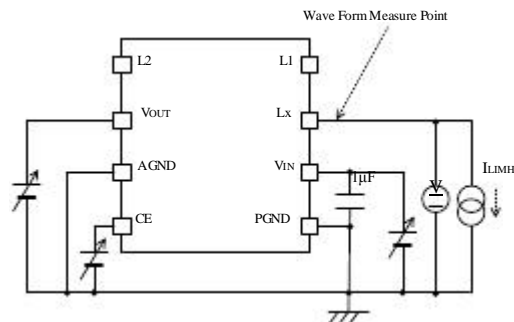 Wave Form Measure Point
L2
L1
VOUT
LX
AGND
VIN
1μF
V
ILIMH
CE
PGND